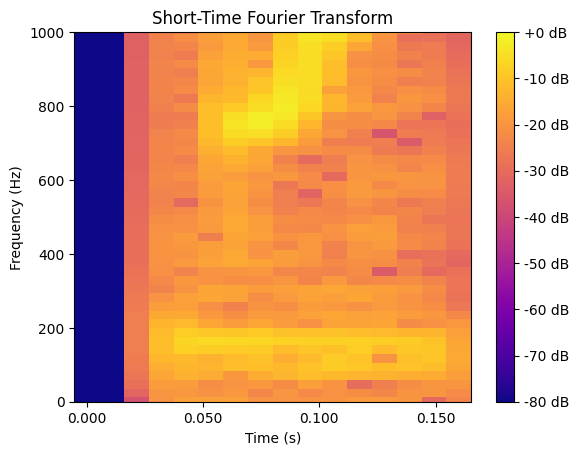 Short-Time Fourier Transform
1000
800
600
400
200
0
Frequency (Hz)
0.000
0.050
0.100
0.150
Time (s)
+0 dB
-10 dB
-20 dB
-30 dB
-40 dB
-50 dB
-60 dB
-70 dB
-80 dB